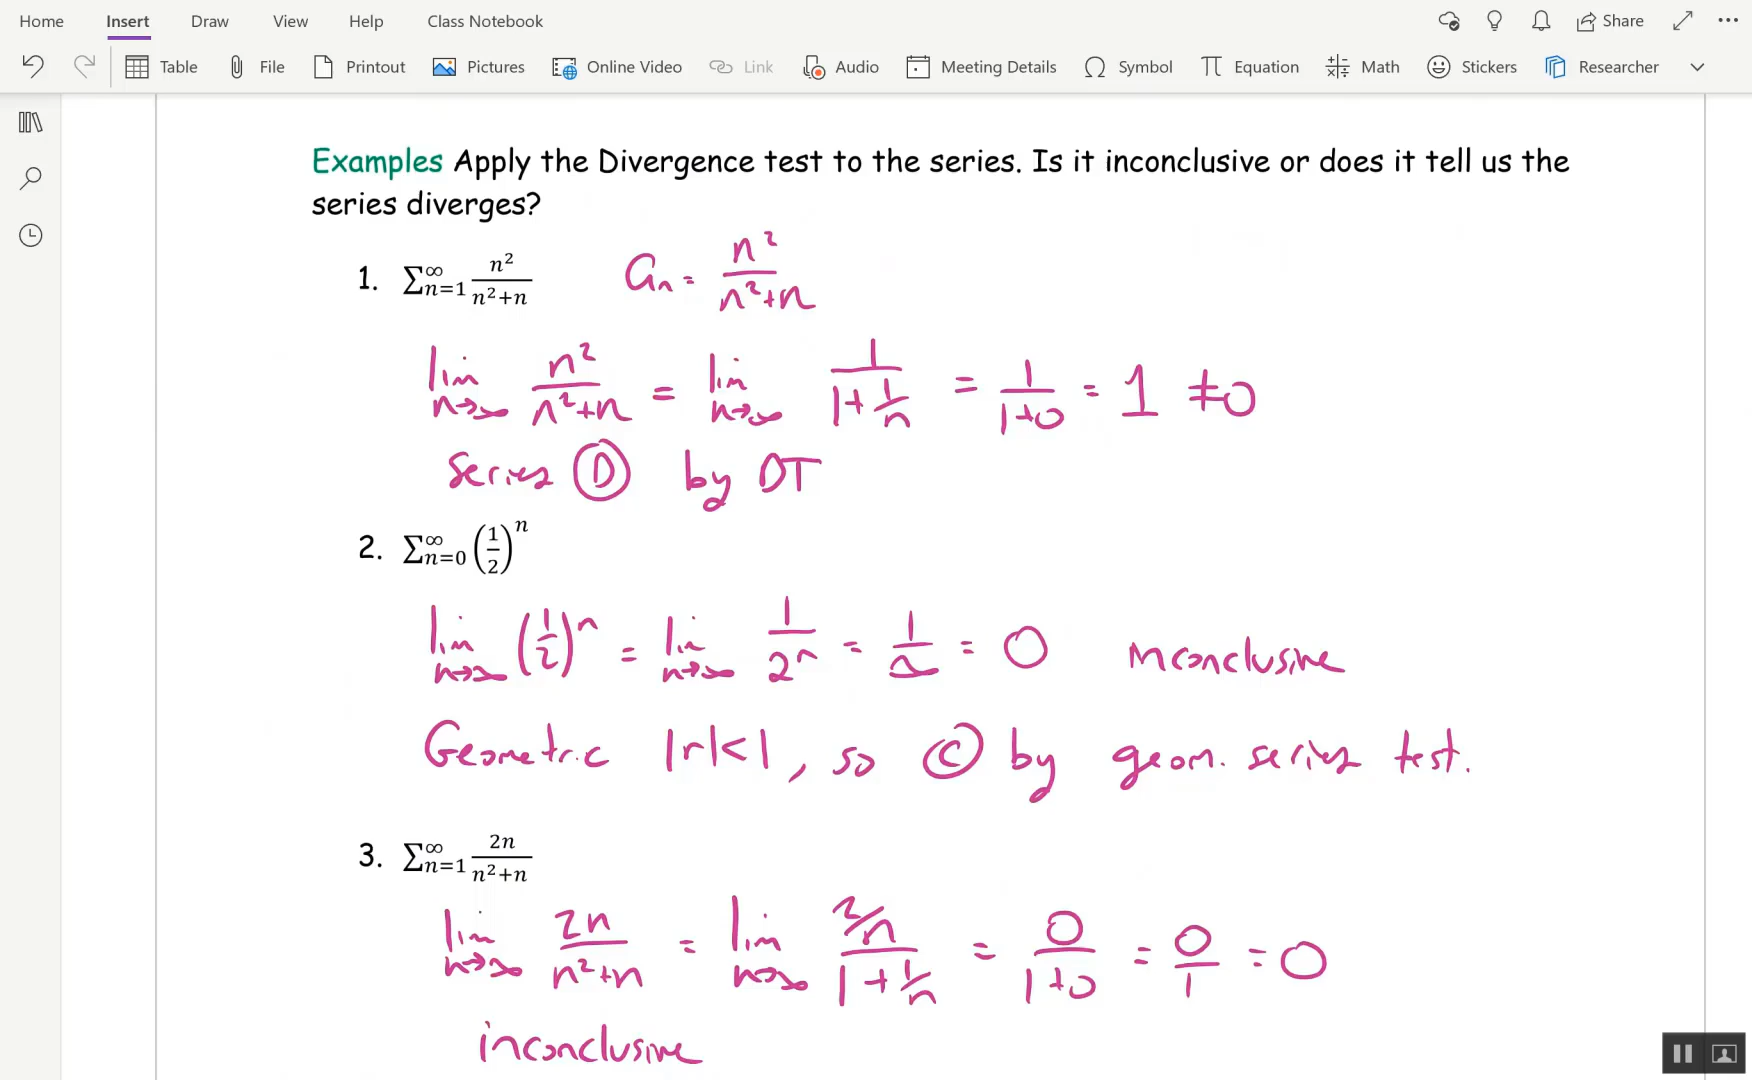 Home Insert Draw View Help Class Notebook Share
Table File Printout Pictures Online Video Link Audio Meeting Details Symbol Equation Math Stickers Researcher
Examples Apply the Divergence test to the series. Is it inconclusive or does it tell us the
series diverges?
1. ∑_{n=1}^{∞} n²/(n²+n)    a_n = n²/(n²+n)
lim_{n→∞} n²/(n²+n) = lim_{n→∞} 1/(1+1/n) = 1/(1+0) = 1 ≠0
series Ⓓ by DT
2. ∑_{n=0}^{∞} (1/2)^n
lim_{n→∞} (1/2)^n = lim_{n→∞} 1/2^n = 1/∞ = 0 inconclusive
Geometric |r|<1, so Ⓒ by geom. series test.
3. ∑_{n=1}^{∞} 2n/(n²+n)
lim_{n→∞} 2n/(n²+n) = lim_{n→∞} (2/n)/(1+1/n) = 0/(1+0) = 0/1 = 0
inconclusive